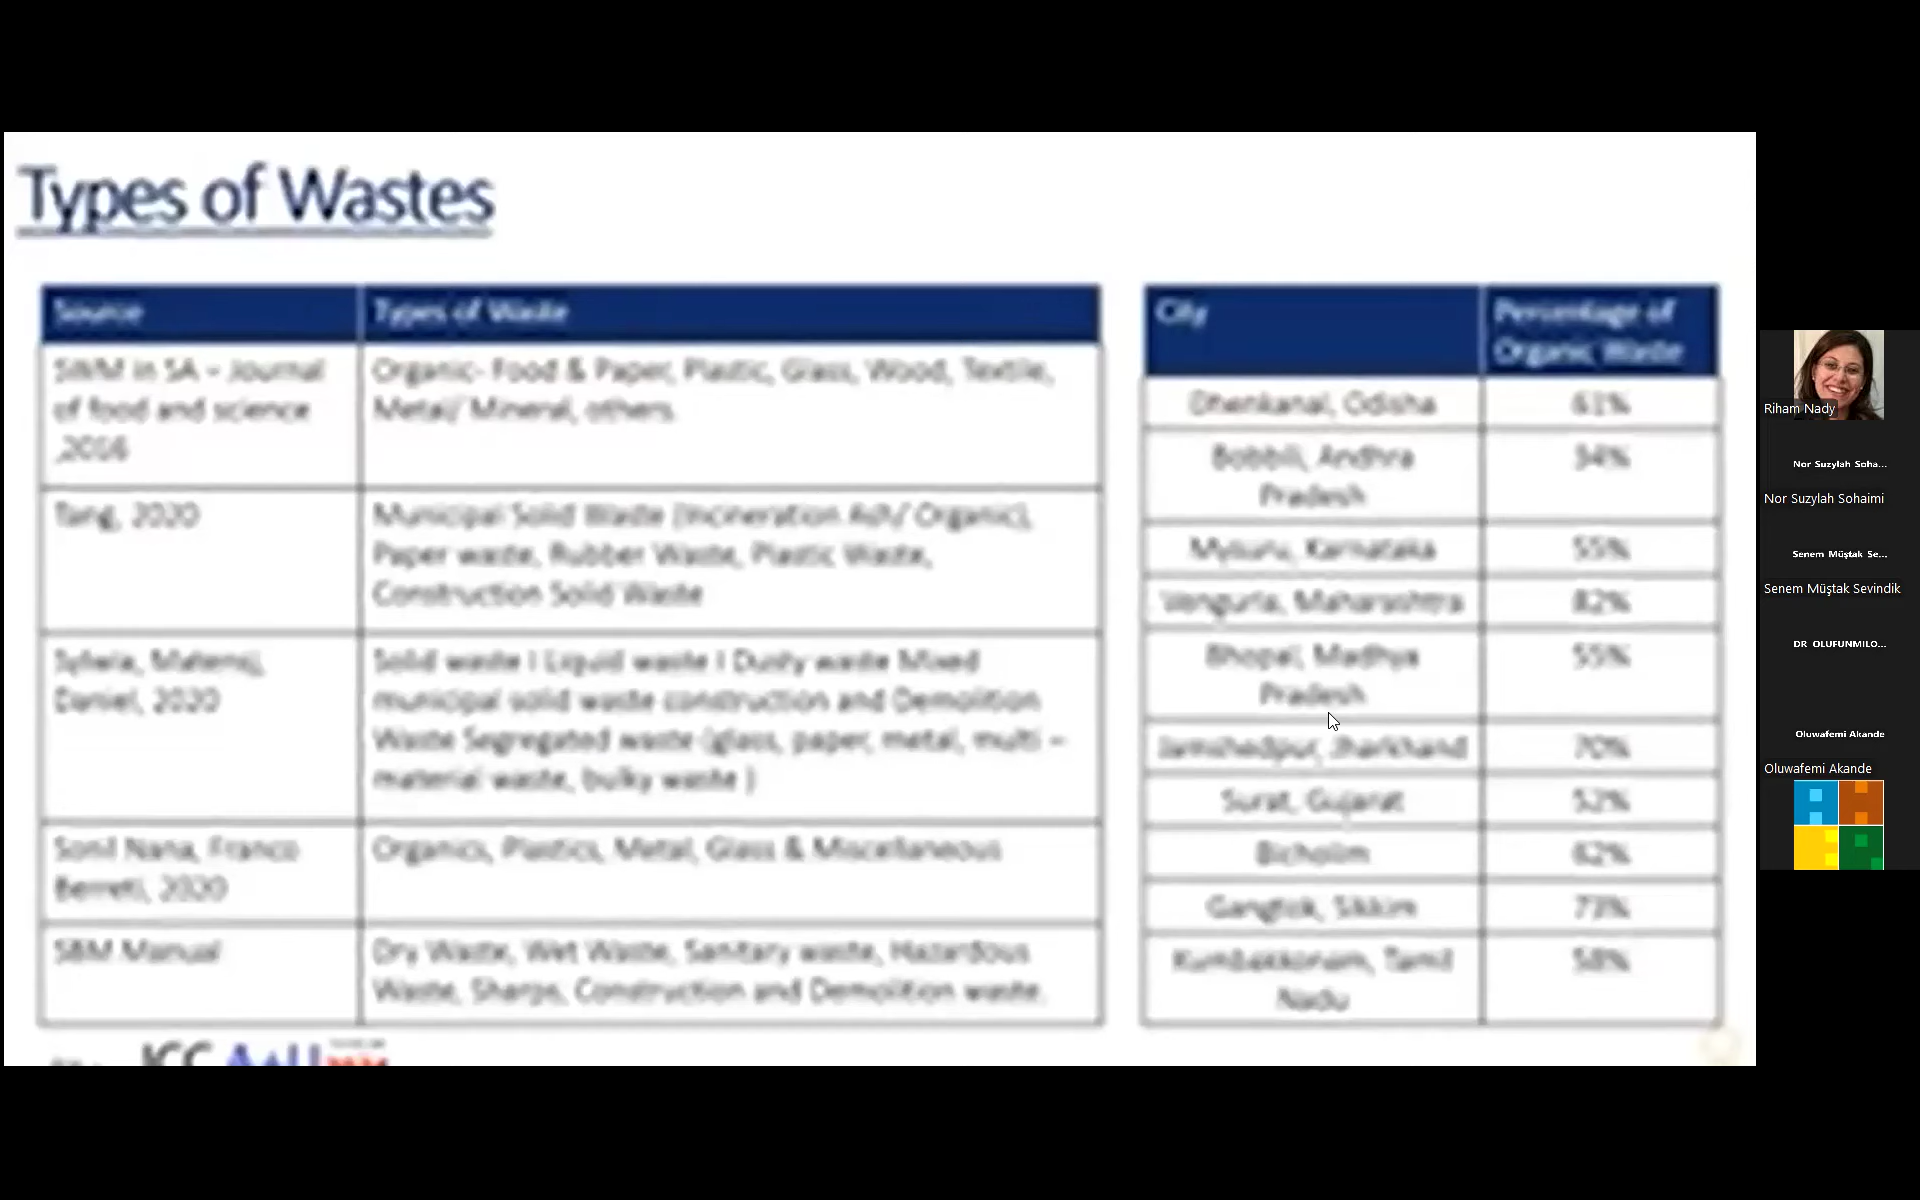 Types of Wastes
Source
Types of Waste
SWM in SA – Journal
of food and science
,2016
Organic- Food & Paper, Plastic, Glass, Wood, Textile,
Metal/ Mineral, others.
Tang, 2020
Municipal Solid Waste (Incineration Ash/ Organic),
Paper waste, Rubber Waste, Plastic Waste,
Construction Solid Waste
Daniel, 2020
Solid waste I Liquid waste I Dusty waste Mixed
municipal solid waste construction and Demolition
Waste Segregated waste (glass, paper, metal, multi –
material waste, bulky waste )
Nana, Franco
2020
Organics, Plastics, Metal, Glass & Miscellaneous
SBM Manual
Dry Waste, Wet Waste, Sanitary waste, Hazardous
Waste, Sharps, Construction and Demolition waste.
City
Percentage of
Organic Waste
Dhenkanal, Odisha
61%
Bobbili, Andhra
Pradesh
34%
Mysuru, Karnataka
55%
Vengurla, Maharashtra
82%
Bhopal, Madhya
Pradesh
55%
Jamshedpur, Jharkhand
70%
Surat, Gujarat
52%
Bicholim
62%
Gangtok, Sikkim
73%
Kumbakkonam, Tamil
Nadu
58%
Riham Nady
Nor Suzylah Soha...
Nor Suzylah Sohaimi
Senem Müştak Se...
Senem Müştak Sevindik
DR OLUFUNMILO...
Oluwafemi Akande
Oluwafemi Akande